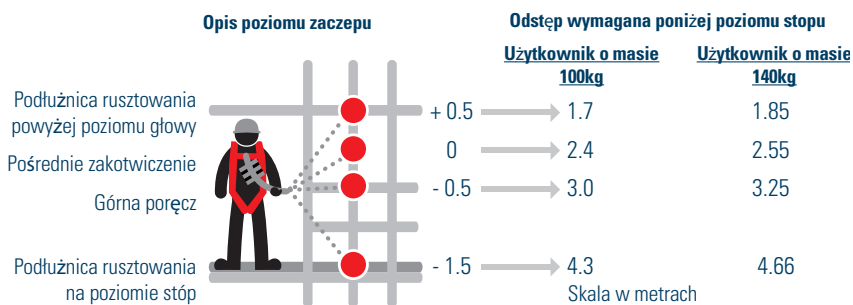 Opis poziomu zaczepu
Odstęp wymagana poniżej poziomu stopu
Użytkownik o masie
100kg
Użytkownik o masie
140kg
Podłużnica rusztowania
powyżej poziomu głowy
+ 0.5 1.7 1.85
Pośrednie zakotwiczenie
0 2.4 2.55
Górna poręcz
- 0.5 3.0 3.25
Podłużnica rusztowania
na poziomie stóp
- 1.5 4.3 4.66
Skala w metrach